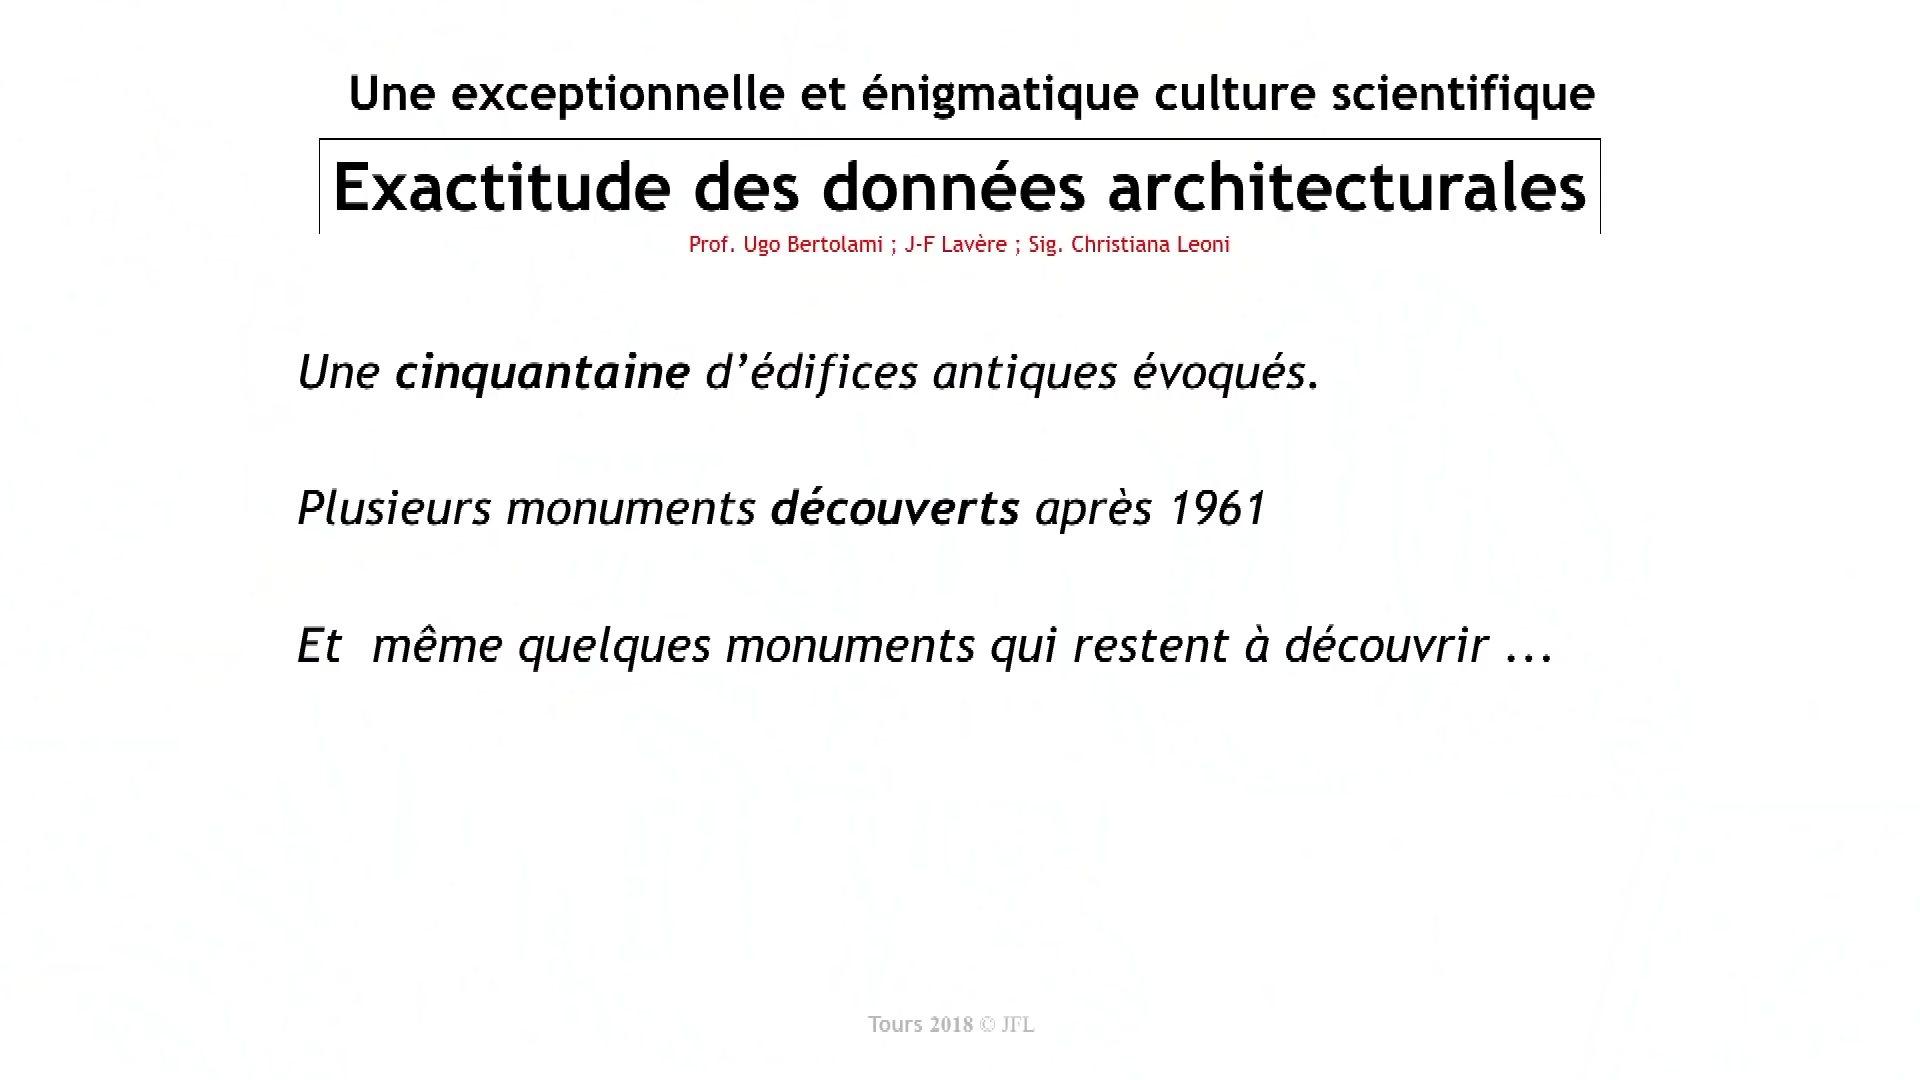 Une exceptionnelle et énigmatique culture scientifique
Exactitude des données architecturales
Prof. Ugo Bertolami ; J-F Lavère ; Sig. Christiana Leoni
Une cinquantaine d’édifices antiques évoqués.
Plusieurs monuments découverts après 1961
Et même quelques monuments qui restent à découvrir ...
Tours 2018 © JFL